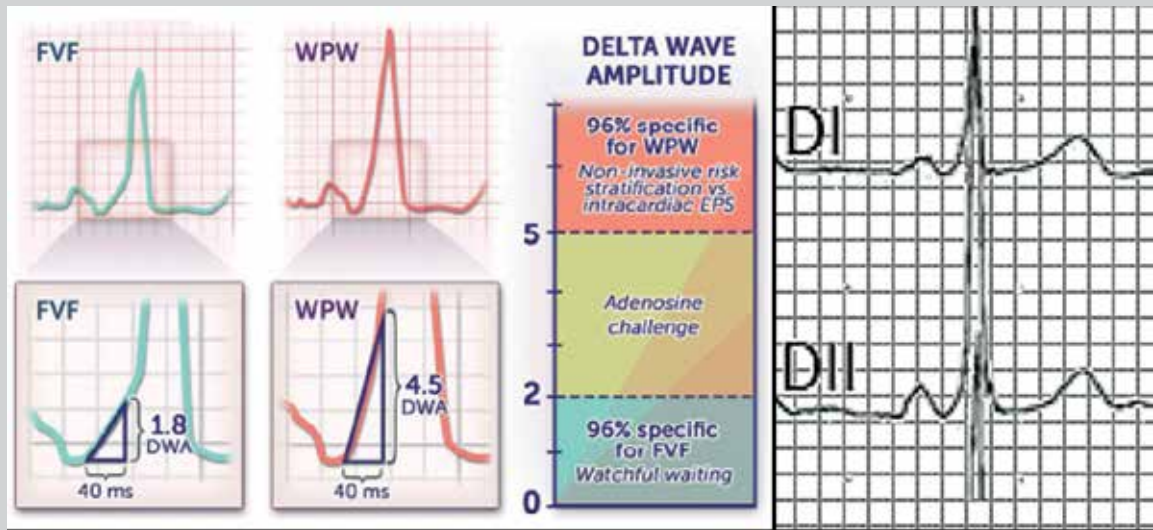 FVF
WPW
DELTA WAVE
AMPLITUDE
96% specific
for WPW
Non-invasive risk
stratification vs.
intracardiac EPS
5
Adenosine
challenge
2
96% specific
for FVF
Watchful waiting
0
FVF
1.8
DWA
40 ms
WPW
4.5
DWA
40 ms
DI
DII